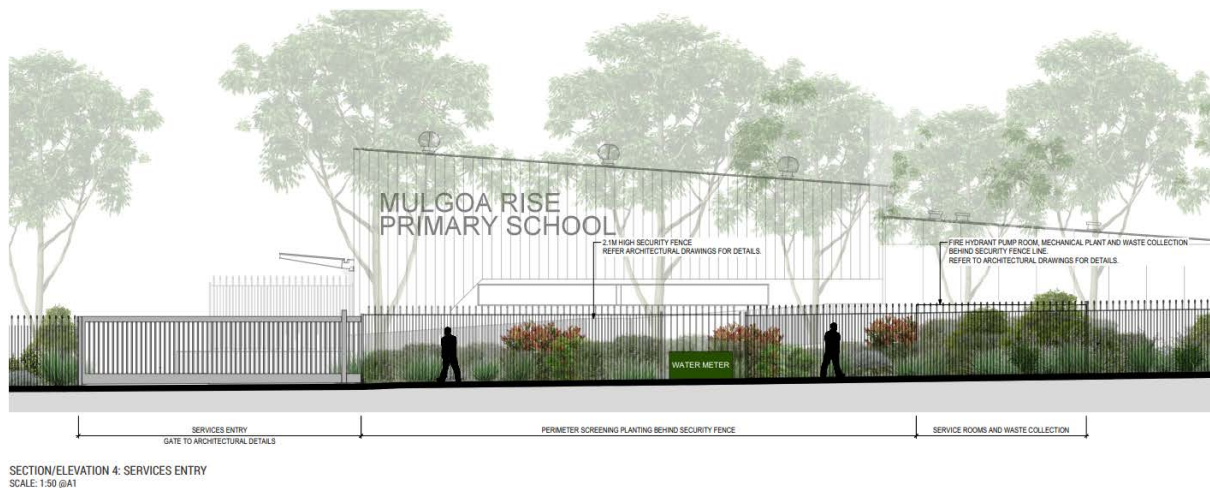 MULGOA RISE
PRIMARY SCHOOL
2.1M HIGH SECURITY FENCE
REFER ARCHITECTURAL DRAWINGS FOR DETAILS.
FIRE HYDRANT PUMP ROOM, MECHANICAL PLANT AND WASTE COLLECTION
BEHIND SECURITY FENCE LINE.
REFER TO ARCHITECTURAL DRAWINGS FOR DETAILS.
WATER METER
SERVICES ENTRY
GATE TO ARCHITECTURAL DETAILS
PERIMETER SCREENING PLANTING BEHIND SECURITY FENCE
SERVICE ROOMS AND WASTE COLLECTION
SECTION/ELEVATION 4: SERVICES ENTRY
SCALE: 1:50 @A1